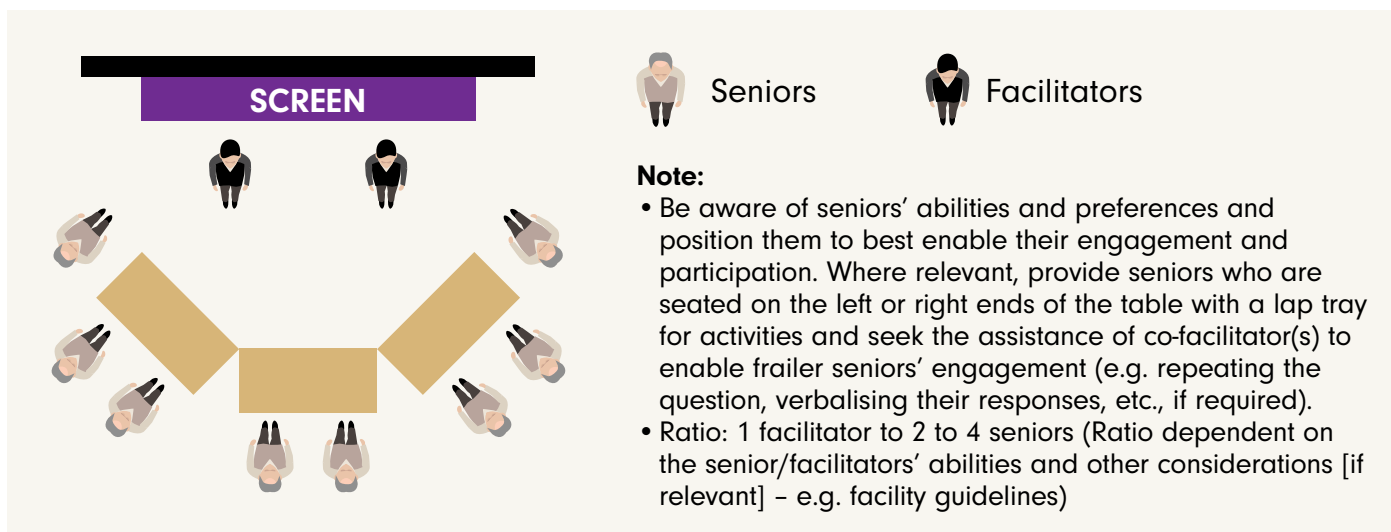 SCREEN
Seniors
Facilitators
Note:
• Be aware of seniors’ abilities and preferences and
position them to best enable their engagement and
participation. Where relevant, provide seniors who are
seated on the left or right ends of the table with a lap tray
for activities and seek the assistance of co-facilitator(s) to
enable frailer seniors’ engagement (e.g. repeating the
question, verbalising their responses, etc., if required).
• Ratio: 1 facilitator to 2 to 4 seniors (Ratio dependent on
the senior/facilitators’ abilities and other considerations [if
relevant] – e.g. facility guidelines)